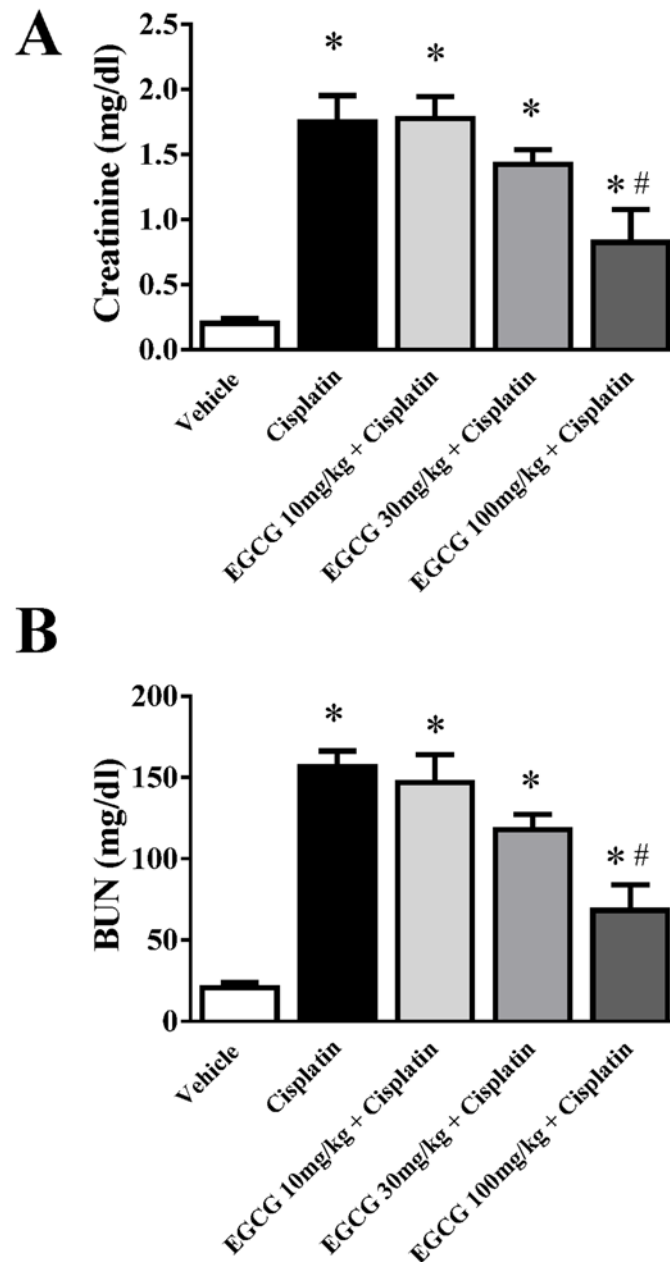 A
Creatinine (mg/dl)
2.5
2.0
1.5
1.0
0.5
0.0
*
*
*
* #
Vehicle
Cisplatin
EGCG 10mg/kg + Cisplatin
EGCG 30mg/kg + Cisplatin
EGCG 100mg/kg + Cisplatin
B
BUN (mg/dl)
200
150
100
50
0
*
*
*
* #
Vehicle
Cisplatin
EGCG 10mg/kg + Cisplatin
EGCG 30mg/kg + Cisplatin
EGCG 100mg/kg + Cisplatin